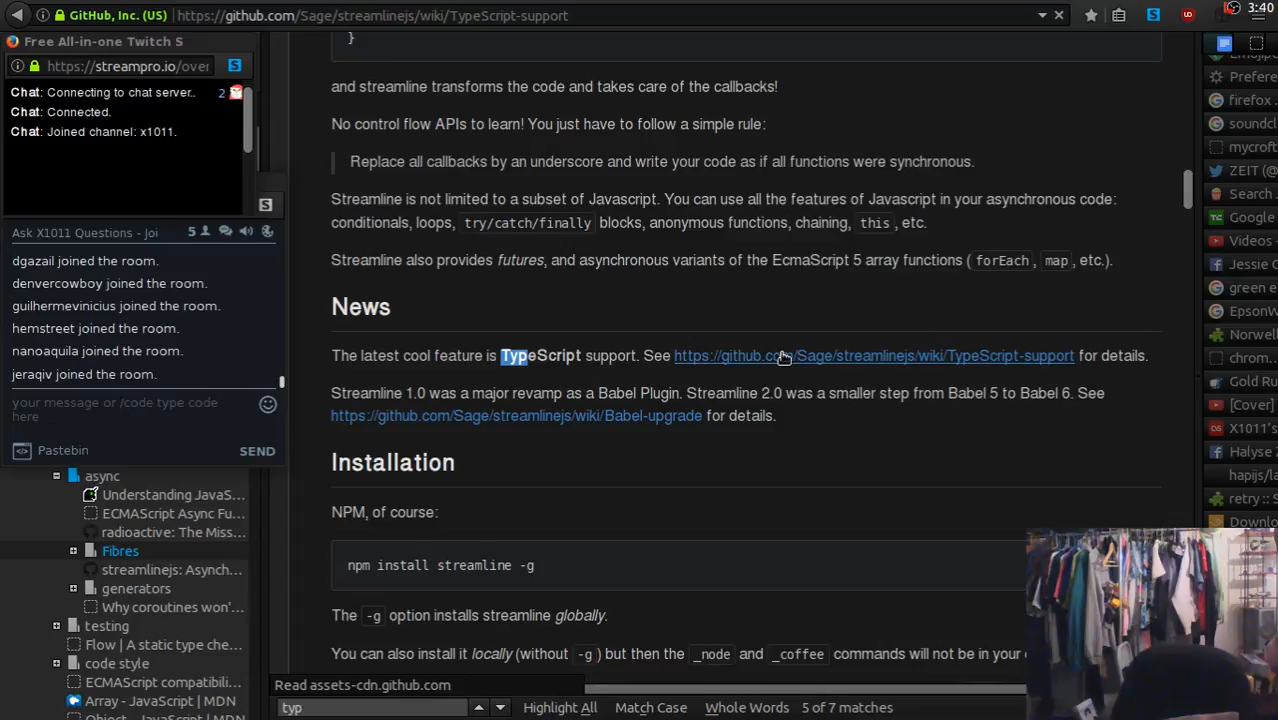 GitHub, Inc. (US)
https://github.com/Sage/streamlinejs/wiki/TypeScript-support
3:40
Free All-in-one Twitch S
https://streampro.io/over
Chat: Connecting to chat server..
2
Chat: Connected.
Chat: Joined channel: x1011.
Ask X1011 Questions - Joi
5
dgazail joined the room.
denvercowboy joined the room.
guilhermevinicius joined the room.
hemstreet joined the room.
nanoaquila joined the room.
jeraqiv joined the room.
your message or /code type code
here
Pastebin
SEND
async
Understanding JavaS...
ECMAScript Async Fu...
radioactive: The Miss...
Fibres
streamlinejs: Asynch...
generators
Why coroutines won'...
testing
Flow | A static type che...
code style
ECMAScript compatibili...
Array - JavaScript | MDN
Object - JavaScript | MDN
}
and streamline transforms the code and takes care of the callbacks!
No control flow APIs to learn! You just have to follow a simple rule:
Replace all callbacks by an underscore and write your code as if all functions were synchronous.
Streamline is not limited to a subset of Javascript. You can use all the features of Javascript in your asynchronous code:
conditionals, loops, try/catch/finally blocks, anonymous functions, chaining, this, etc.
Streamline also provides futures, and asynchronous variants of the EcmaScript 5 array functions (forEach, map, etc.).
News
The latest cool feature is TypeScript support. See https://github.com/Sage/streamlinejs/wiki/TypeScript-support for details.
Streamline 1.0 was a major revamp as a Babel Plugin. Streamline 2.0 was a smaller step from Babel 5 to Babel 6. See
https://github.com/Sage/streamlinejs/wiki/Babel-upgrade for details.
Installation
NPM, of course:
npm install streamline -g
The -g option installs streamline globally.
You can also install it locally (without -g) but then the _node and _coffee commands will not be in your
Read assets-cdn.github.com
typ
Highlight All
Match Case
Whole Words
5 of 7 matches
Prefere
firefox
soundcl
mycroft
ZEIT (@
Search
Google
Videos -
Jessie C
green e
EpsonW
Norwell
chrom...
Gold Ru
[Cover]
X1011's
Halyse
hapijs/la
retry :: S
Downlo